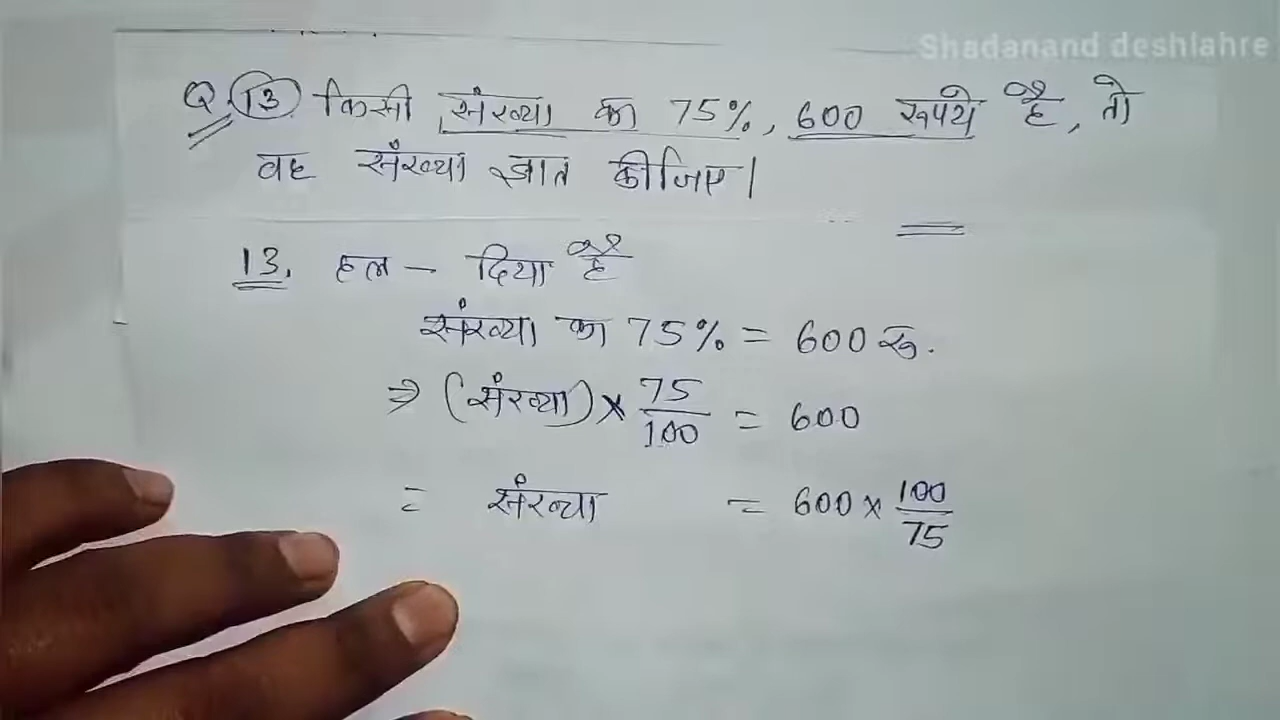 Shadanand deshlahre
Q.13 किसी संख्या का 75%, 600 रूपये है, तो
वह संख्या ज्ञात कीजिए।
13. हल - दिया है
संख्या का 75% = 600 रू.
⇒ (संख्या) × 75/100 = 600
= संख्या = 600 × 100/75